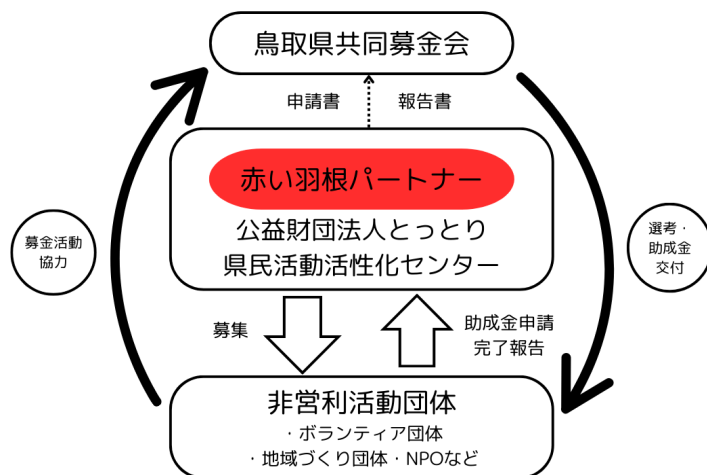 鳥取県共同募金会
申請書
報告書
赤い羽根パートナー
公益財団法人とっとり
県民活動活性化センター
募金活動
協力
選考・
助成金
交付
募集
助成金申請
完了報告
非営利活動団体
・ボランティア団体
・地域づくり団体・NPOなど